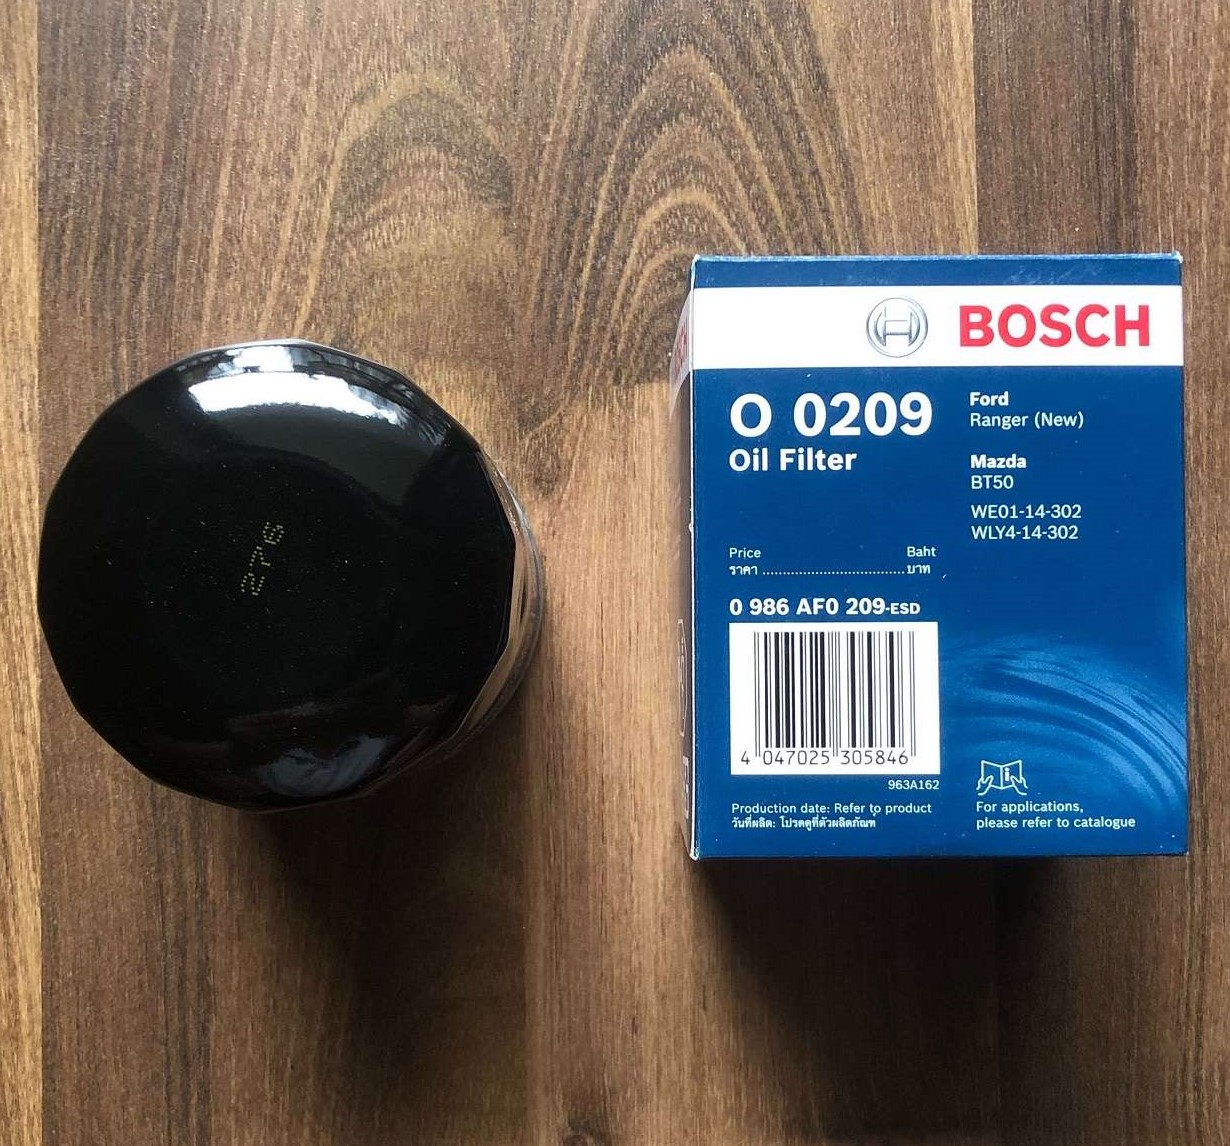 276
BOSCH
O 0209
Oil Filter
Ford
Ranger (New)
Mazda
BT50
WE01-14-302
WLY4-14-302
Price Baht
ราคา ................................... บาท
0 986 AF0 209-ESD
4 047025 305846
963A162
Production date: Refer to product
วันที่ผลิต: โปรดดูที่ตัวผลิตภัณฑ์
For applications,
please refer to catalogue